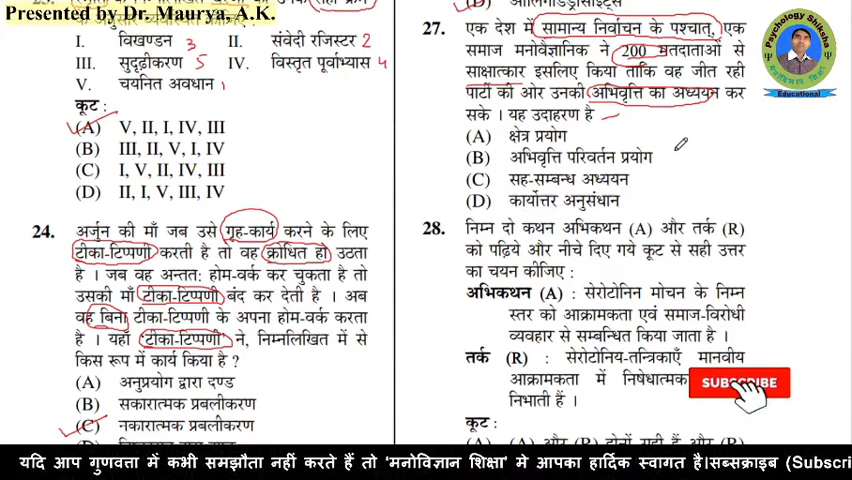 Presented by Dr. Maurya, A.K.
I. विखण्डन 3 II. संवेदी रजिस्टर 2
III. सुदृढ़ीकरण 5 IV. विस्तृत पूर्वाभ्यास 4
V. चयनित अवधान 1
कूट :
(A) V, II, I, IV, III
(B) III, II, V, I, IV
(C) I, V, II, IV, III
(D) II, I, V, III, IV
24. अर्जुन की माँ जब उसे गृह-कार्य करने के लिए
टीका-टिप्पणी करती है तो वह क्रोधित हो उठता
है । जब वह अन्तत: होम-वर्क कर चुकता है तो
उसकी माँ टीका-टिप्पणी बंद कर देती है । अब
वह बिना टीका-टिप्पणी के अपना होम-वर्क करता
है । यहाँ 'टीका-टिप्पणी' ने, निम्नलिखित में से
किस रूप में कार्य किया है ?
(A) अनुप्रयोग द्वारा दण्ड
(B) सकारात्मक प्रबलीकरण
(C) नकारात्मक प्रबलीकरण
(D)
27. एक देश में सामान्य निर्वाचन के पश्चात्, एक
समाज मनोवैज्ञानिक ने 200 मतदाताओं से
साक्षात्कार इसलिए किया ताकि वह जीत रही
पार्टी की ओर उनकी अभिवृत्ति का अध्ययन कर
सके । यह उदाहरण है
(A) क्षेत्र प्रयोग
(B) अभिवृत्ति परिवर्तन प्रयोग
(C) सह-सम्बन्ध अध्ययन
(D) कार्योत्तर अनुसंधान
28. निम्न दो कथन अभिकथन (A) और तर्क (R)
को पढ़िये और नीचे दिए गये कूट से सही उत्तर
का चयन कीजिए :
अभिकथन (A) : सेरोटोनिन मोचन के निम्न
स्तर को आक्रामकता एवं समाज-विरोधी
व्यवहार से सम्बन्धित किया जाता है ।
तर्क (R) : सेरोटोनिय-तन्त्रिकाएँ मानवीय
आक्रामकता में निषेधात्मक
निभाती हैं ।
कूट :
(A) (A) और (R) दोनों सही हैं और (R)
Psychology Shiksha
Educational
SUBSCRIBE
यदि आप गुणवता में कभी समझौता नहीं करते हैं तो 'मनोविज्ञान शिक्षा' मे आपका हार्दिक स्वागत है।सब्सक्राइब (Subscri